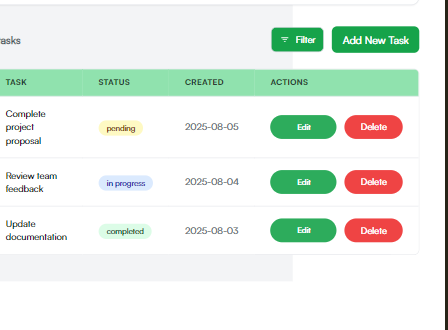 tasks
Filter
Add New Task
TASK STATUS CREATED ACTIONS
Complete
project
proposal
pending
2025-08-05
Edit
Delete
Review team
feedback
in progress
2025-08-04
Edit
Delete
Update
documentation
completed
2025-08-03
Edit
Delete